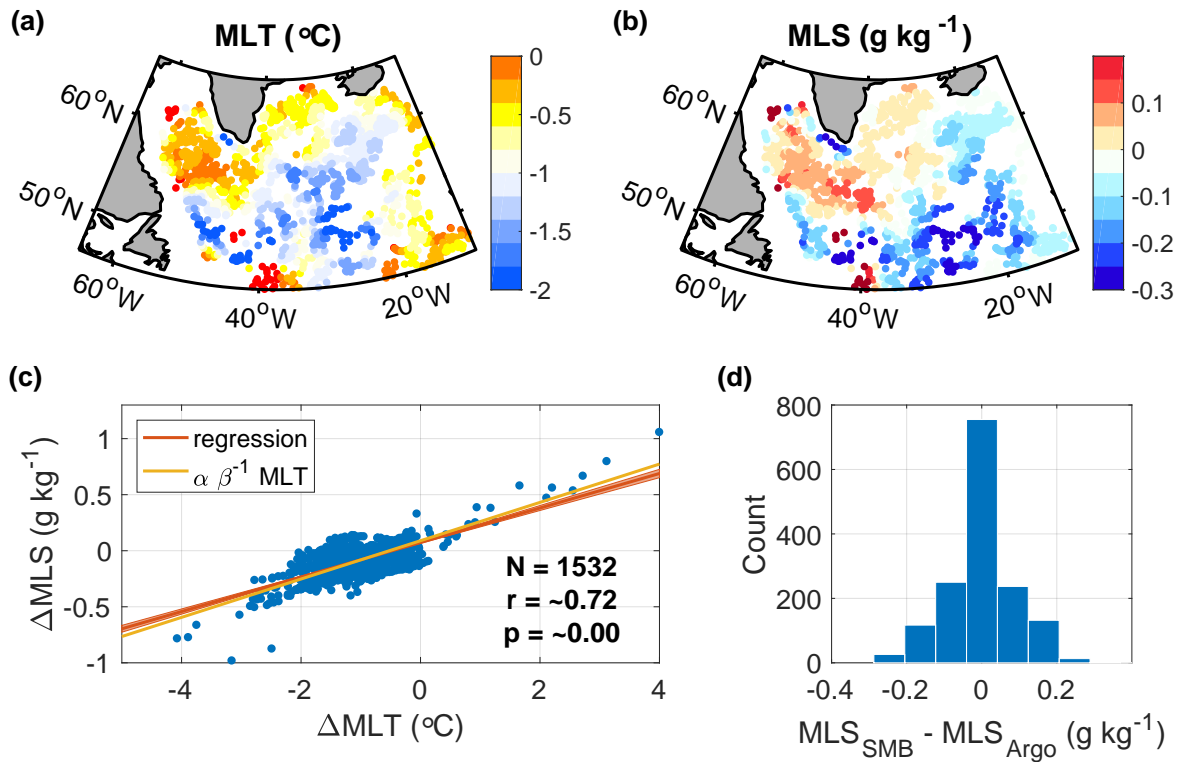 (a)
MLT (°C)
60°N
50°N
60°W
40°W
20°W
0
-0.5
-1
-1.5
-2
(b)
MLS (g kg⁻¹)
60°N
50°N
60°W
40°W
20°W
0.1
0
-0.1
-0.2
-0.3
(c)
regression
α β⁻¹ MLT
N = 1532
r = ~0.72
p = ~0.00
1
0.5
0
-0.5
-1
-4
-2
0
2
4
ΔMLS (g kg⁻¹)
ΔMLT (°C)
(d)
800
600
400
200
0
-0.4
-0.2
0
0.2
Count
MLS_SMB - MLS_Argo (g kg⁻¹)